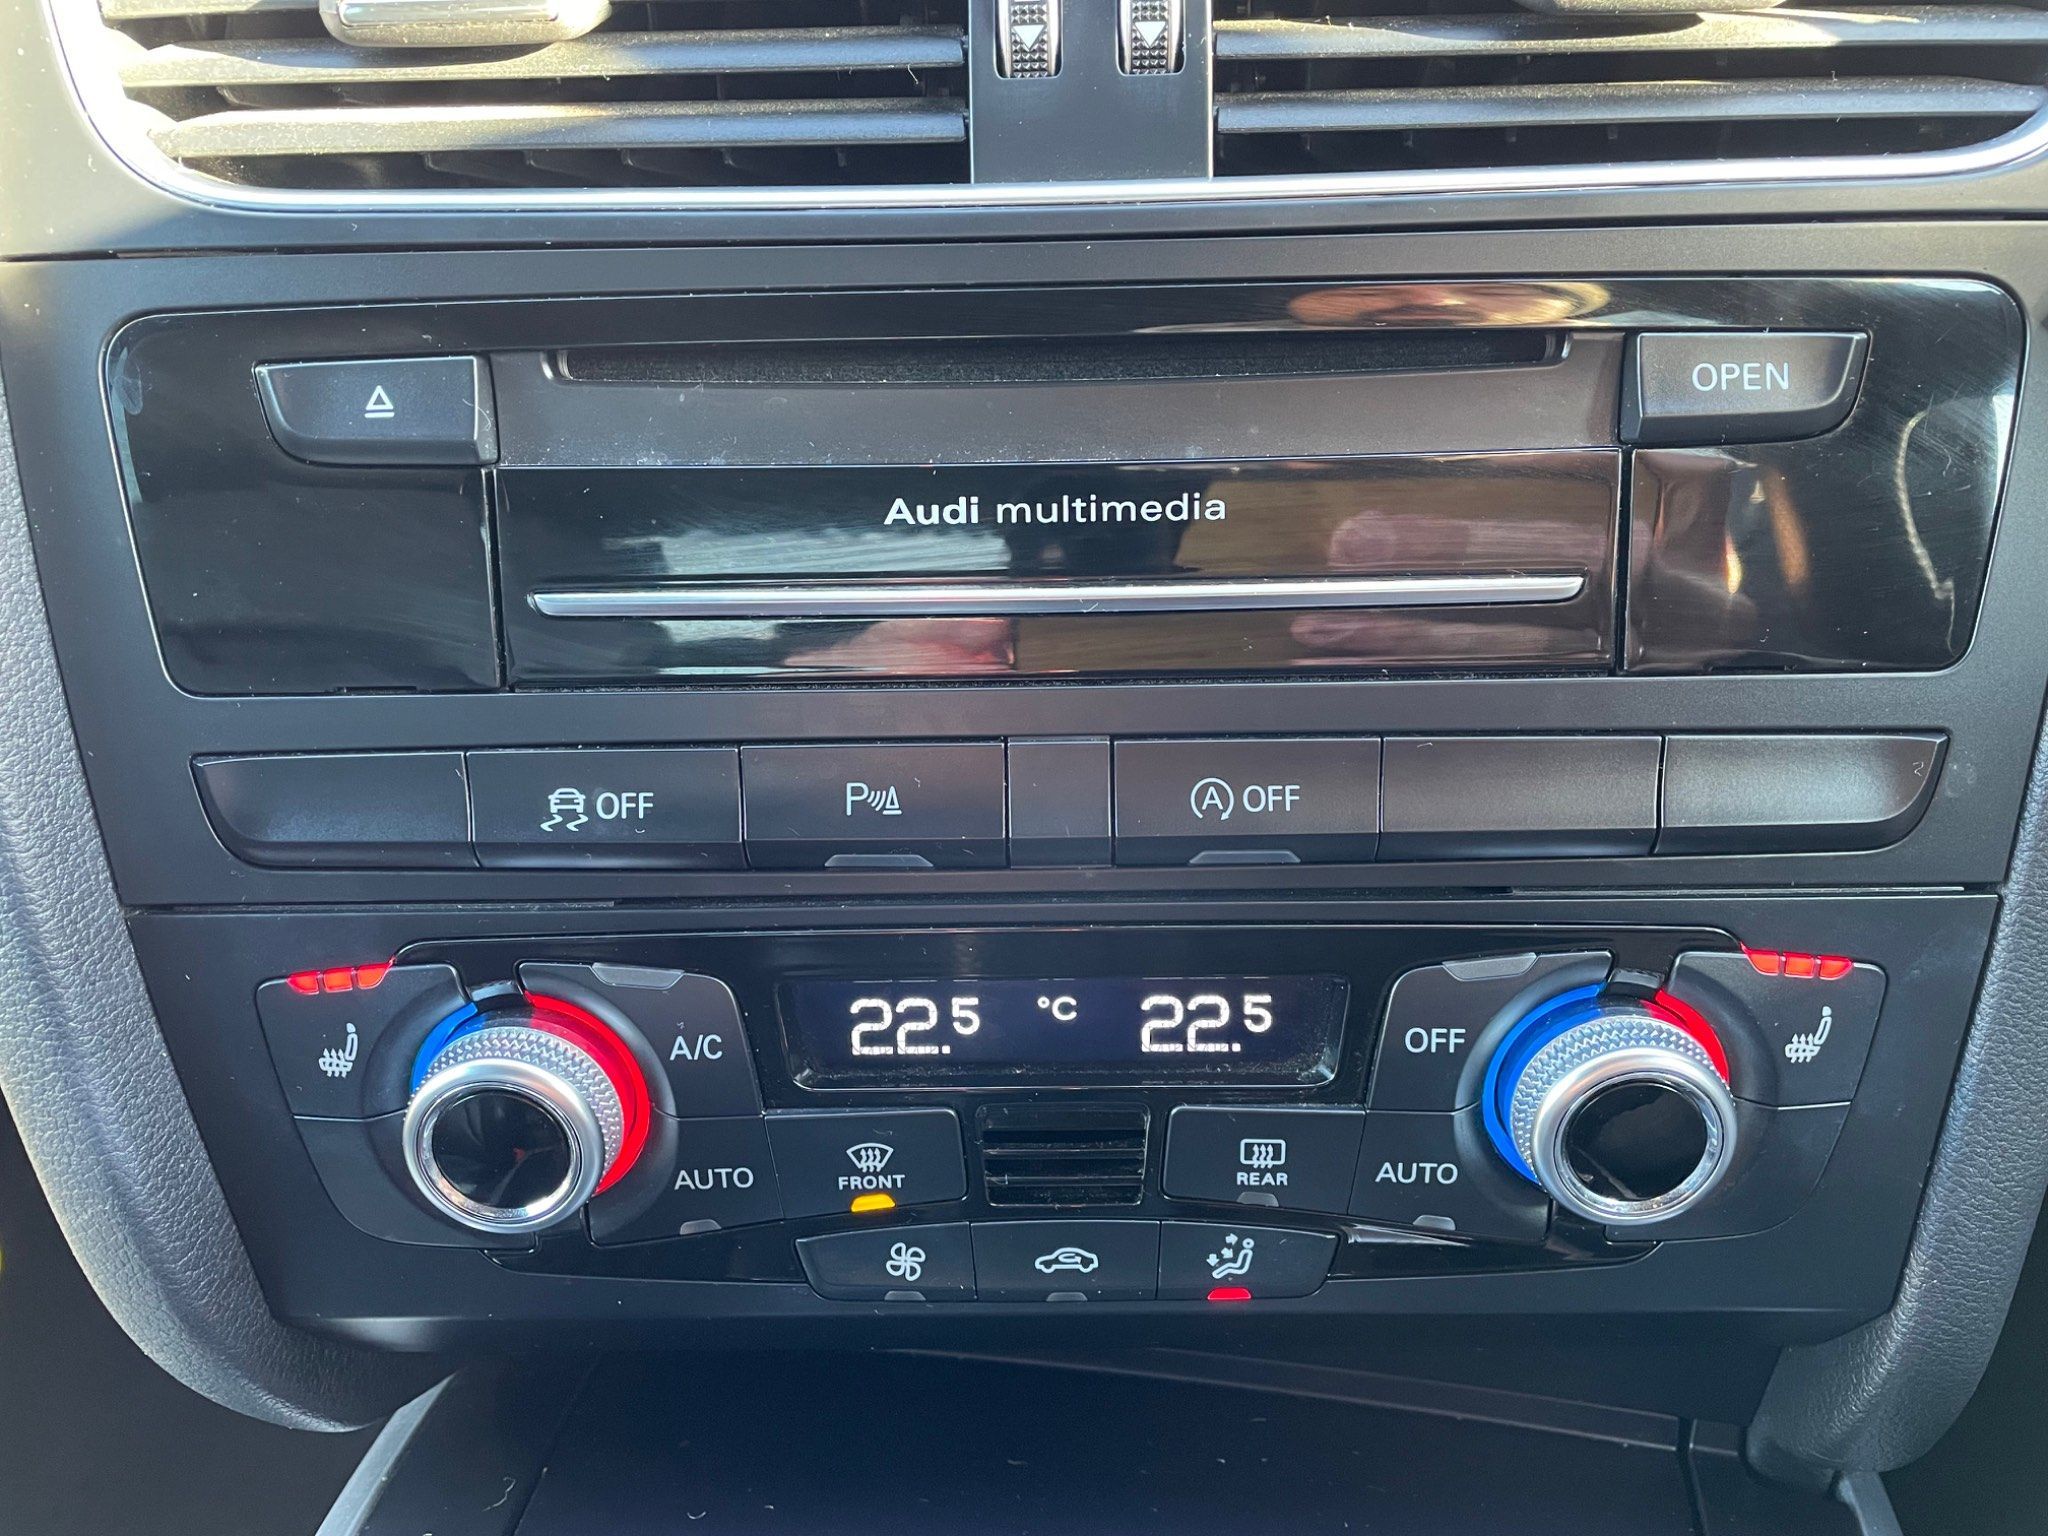 OPEN
Audi multimedia
OFF
P
A OFF
A/C
22.5 °C 22.5
OFF
AUTO
FRONT
REAR
AUTO